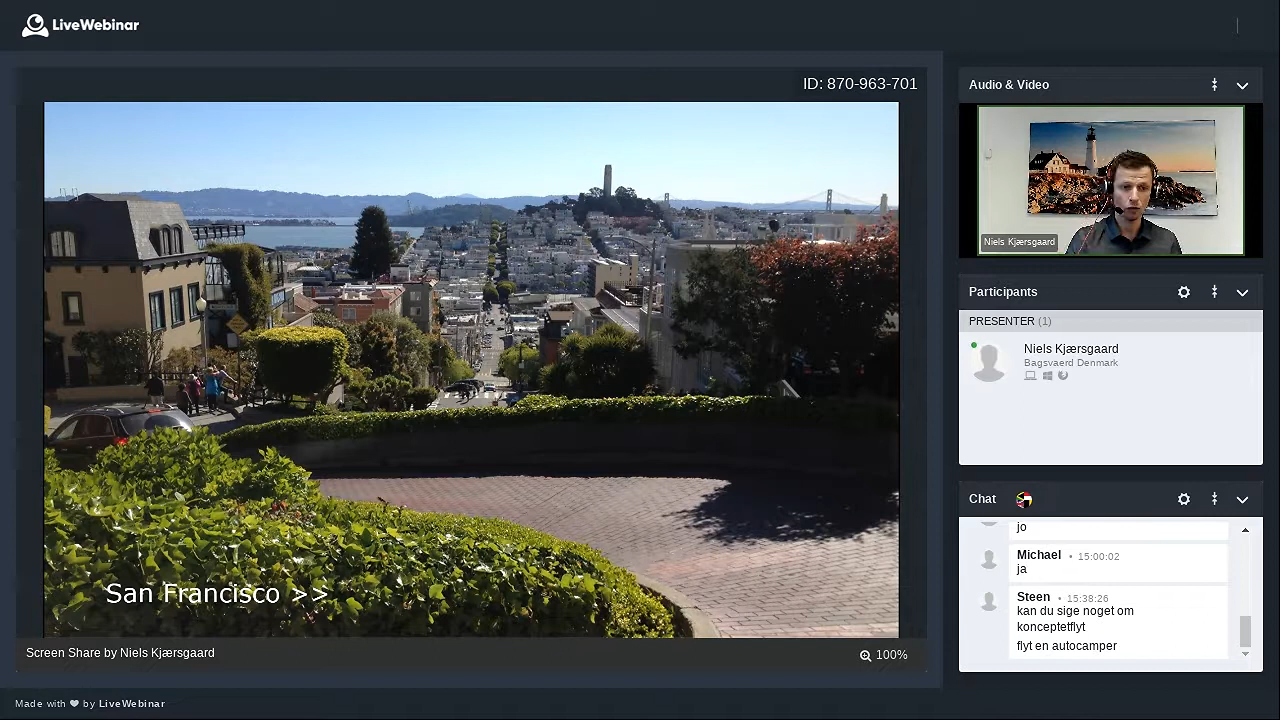 LiveWebinar
ID: 870-963-701
San Francisco >>
Screen Share by Niels Kjærsgaard
100%
Audio & Video
Niels Kjærsgaard
Participants
PRESENTER (1)
Niels Kjærsgaard
Bagsvaerd Denmark
Chat
jo
Michael • 15:00:02
ja
Steen • 15:38:26
kan du sige noget om
konceptetflyt
flyt en autocamper
Made with ❤ by LiveWebinar